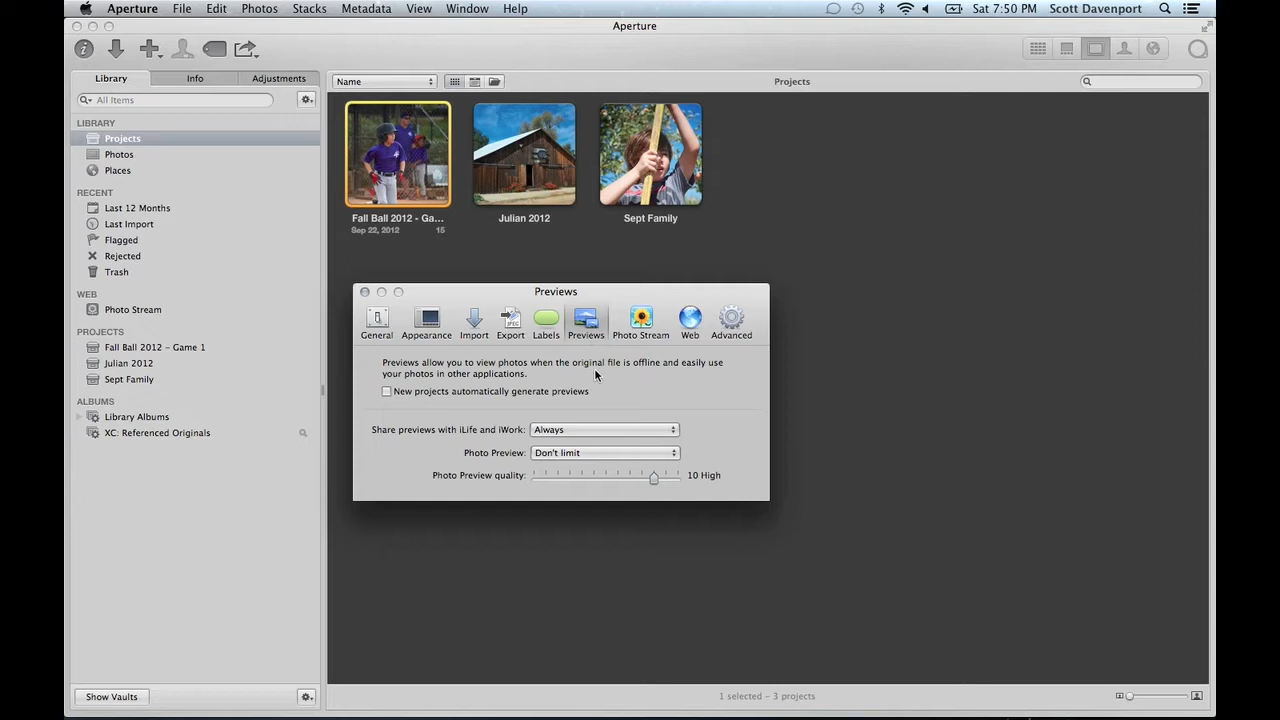 Aperture File Edit Photos Stacks Metadata View Window Help Sat 7:50 PM Scott Davenport
Aperture
Library Info Adjustments
Name Projects
All Items
LIBRARY
Projects
Photos
Places
RECENT
Last 12 Months
Last Import
Flagged
Rejected
Trash
WEB
Photo Stream
PROJECTS
Fall Ball 2012 - Game 1
Julian 2012
Sept Family
ALBUMS
Library Albums
XC: Referenced Originals
Show Vaults
Fall Ball 2012 - Ga... Julian 2012 Sept Family
Sep 22, 2012 15
Previews
General Appearance Import Export Labels Previews Photo Stream Web Advanced
Previews allow you to view photos when the original file is offline and easily use
your photos in other applications.
New projects automatically generate previews
Share previews with iLife and iWork: Always
Photo Preview: Don't limit
Photo Preview quality: 10 High
1 selected - 3 projects